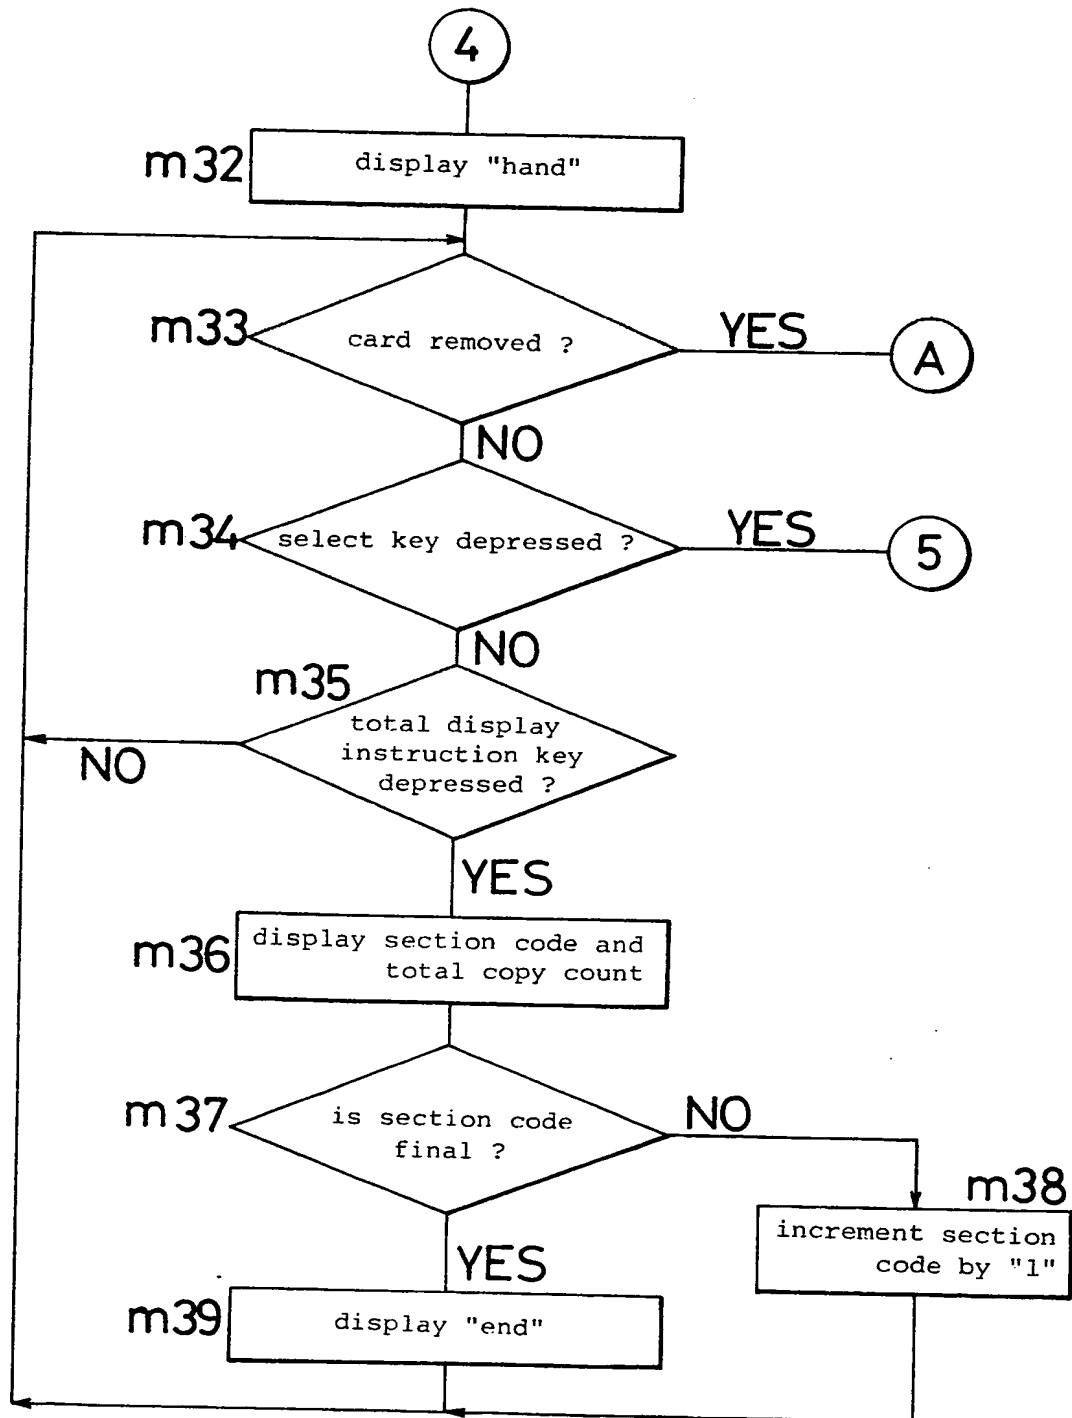 4
m32
display "hand"
m33
card removed ?
YES
A
NO
m34
select key depressed ?
YES
5
NO
m35
total display
instruction key
depressed ?
NO
YES
m36
display section code and
total copy count
m37
is section code
final ?
NO
m38
increment section
code by "1"
YES
m39
display "end"